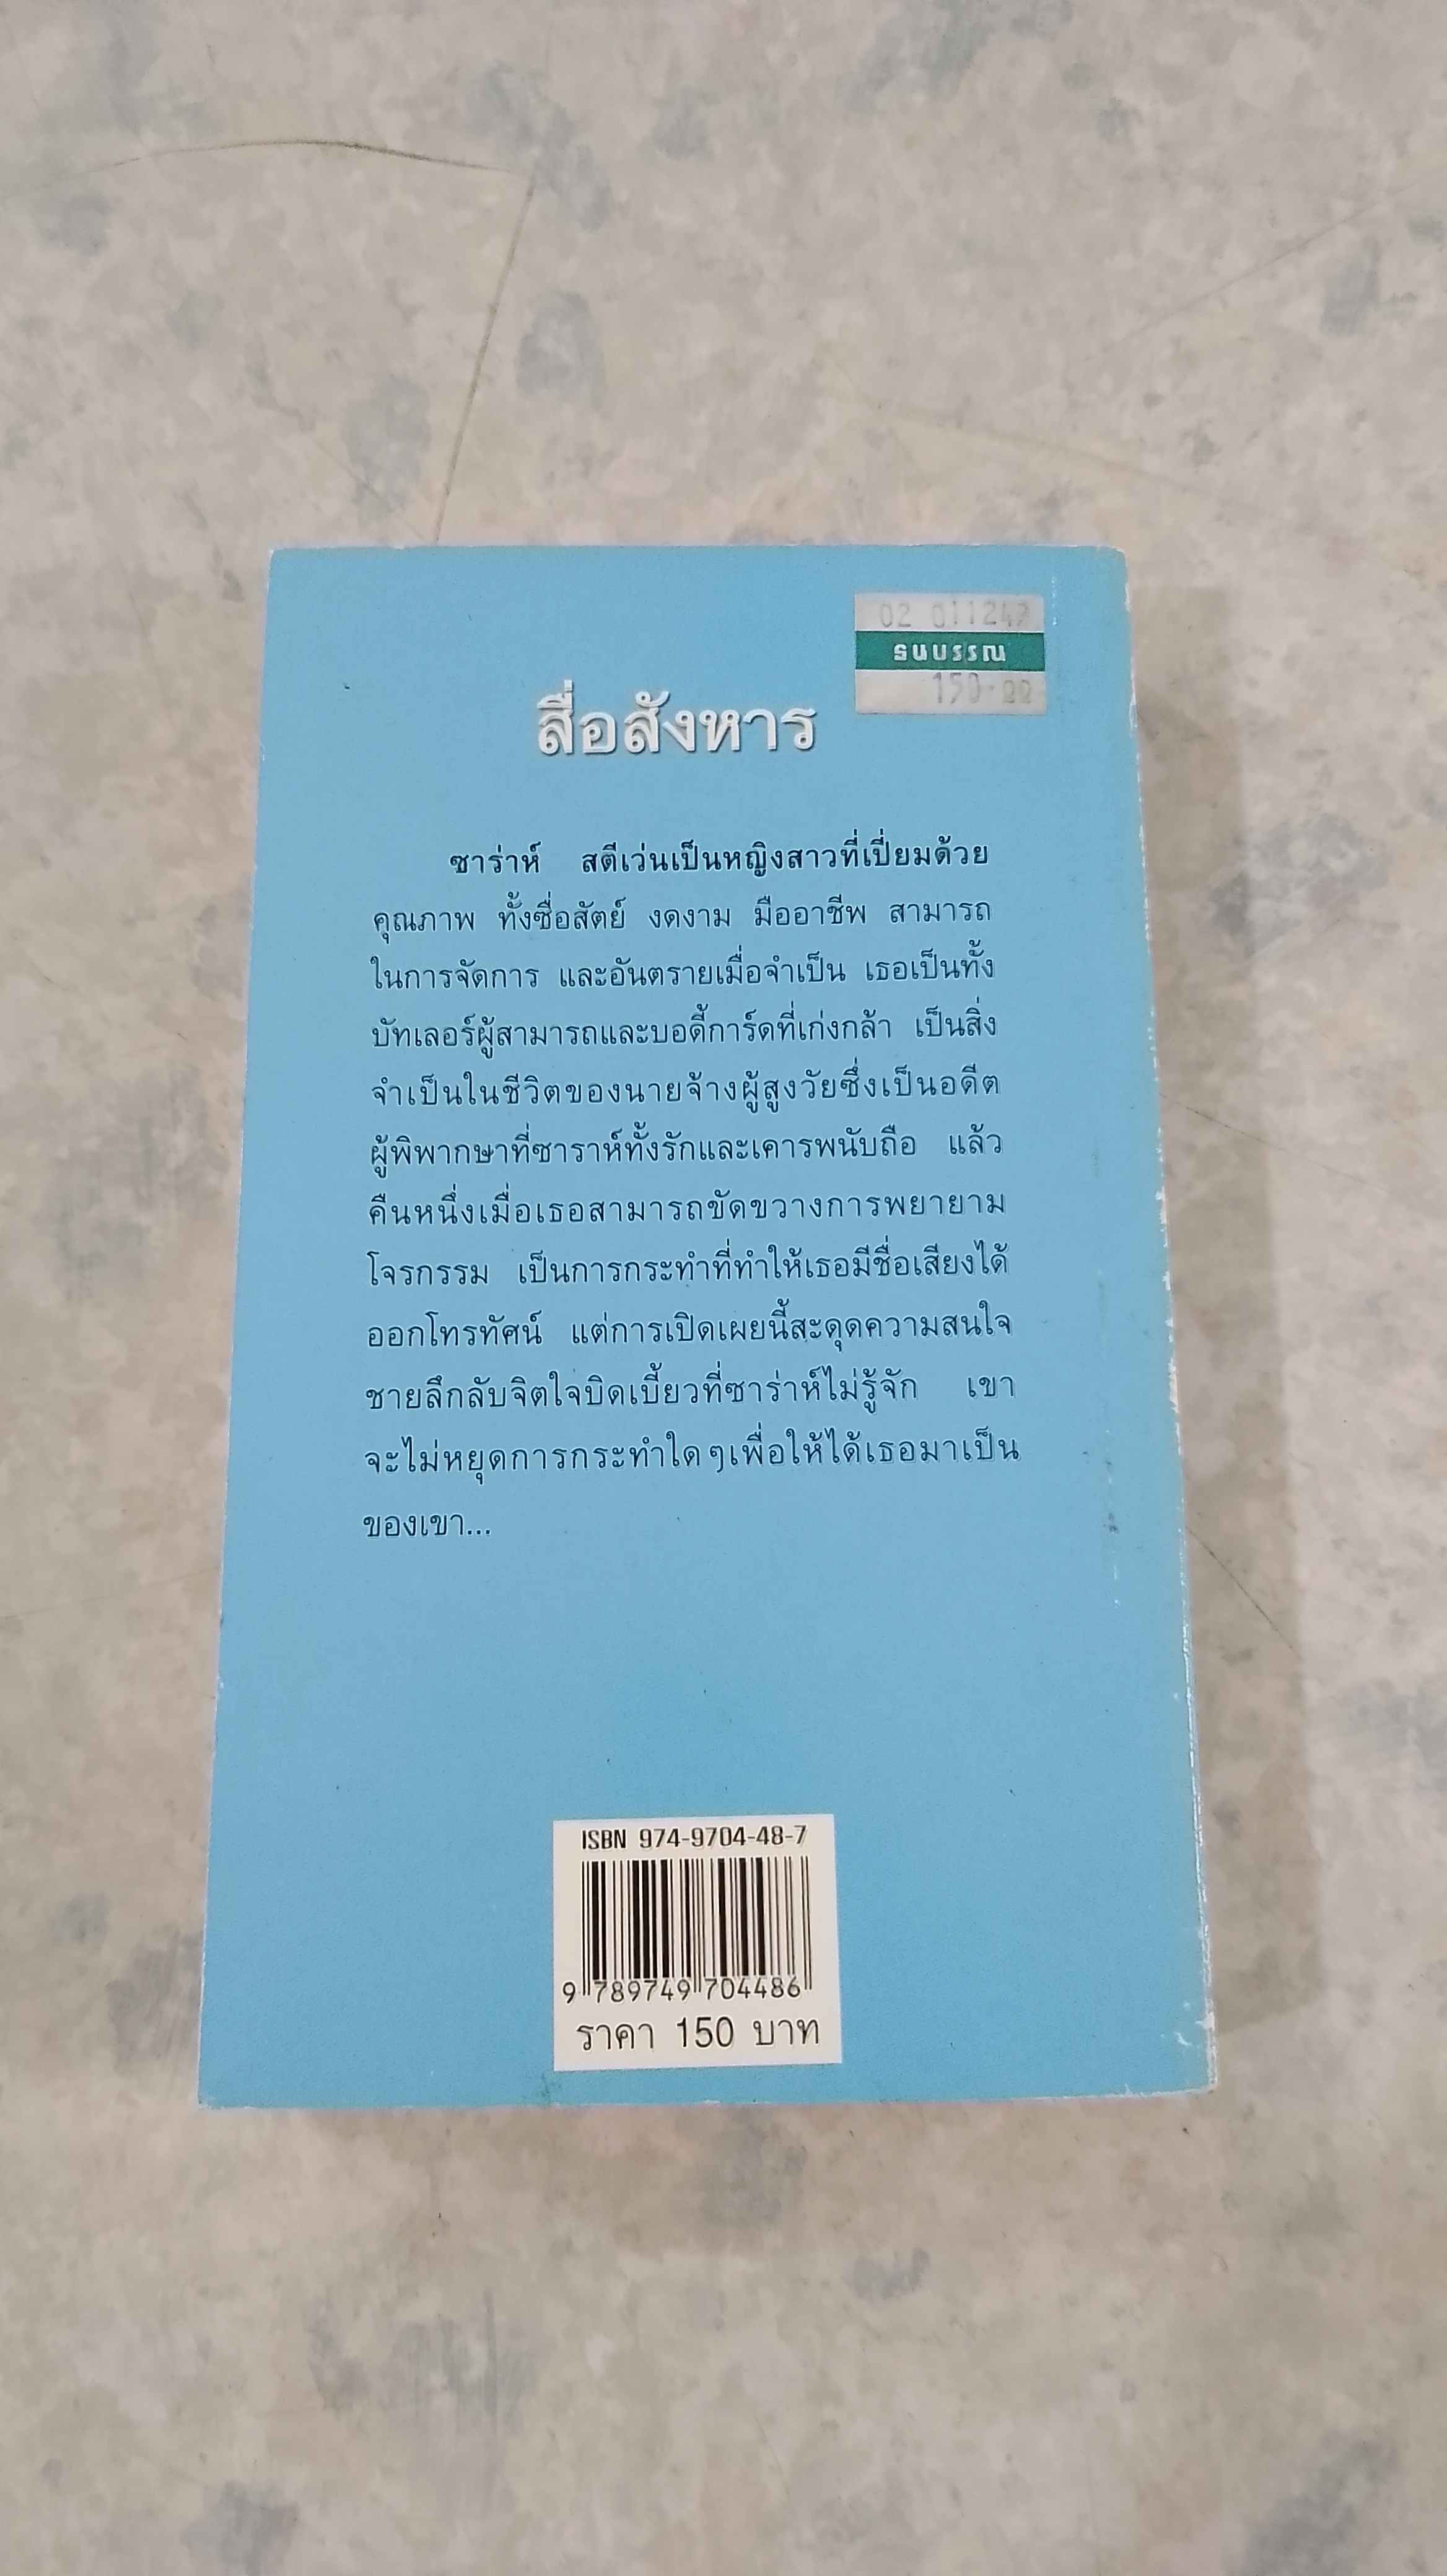 02 011247
ธนบรรณ
150.00
สื่อสังหาร
ซาร่าห์ สตีเว่นเป็นหญิงสาวที่เปี่ยมด้วย
คุณภาพ ทั้งซื่อสัตย์ งดงาม มืออาชีพ สามารถ
ในการจัดการ และอันตรายเมื่อจำเป็น เธอเป็นทั้ง
บัทเลอร์ผู้สามารถและบอดี้การ์ดที่เก่งกล้า เป็นสิ่ง
จำเป็นในชีวิตของนายจ้างผู้สูงวัยซึ่งเป็นอดีต
ผู้พิพากษาที่ซาราห์ทั้งรักและเคารพนับถือ แล้ว
คืนหนึ่งเมื่อเธอสามารถขัดขวางการพยายาม
โจรกรรม เป็นการกระทำที่ทำให้เธอมีชื่อเสียงได้
ออกโทรทัศน์ แต่การเปิดเผยนี้สะดุดความสนใจ
ชายลึกลับจิตใจบิดเบี้ยวที่ซาร่าห์ไม่รู้จัก เขา
จะไม่หยุดการกระทำใดๆเพื่อให้ได้เธอมาเป็น
ของเขา...
ISBN 974-9704-48-7
9 789749 704486
ราคา 150 บาท